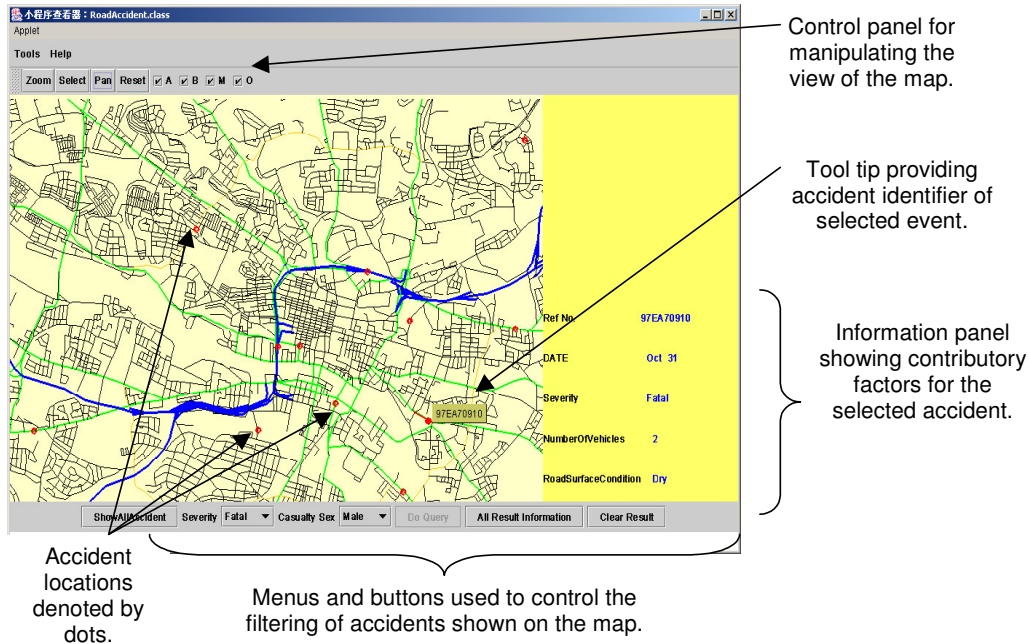 小程序查看器：RoadAccident.class
Applet
Tools Help
Zoom Select Pan Reset A B M O
Control panel for
manipulating the
view of the map.
Tool tip providing
accident identifier of
selected event.
Ref No. 97EA70910
DATE Oct 31
Severity Fatal
NumberOfVehicles 2
RoadSurfaceCondition Dry
97EA70910
Information panel
showing contributory
factors for the
selected accident.
ShowAllAccident Severity Fatal Casualty Sex Male Do Query All Result Information Clear Result
Accident
locations
denoted by
dots.
Menus and buttons used to control the
filtering of accidents shown on the map.